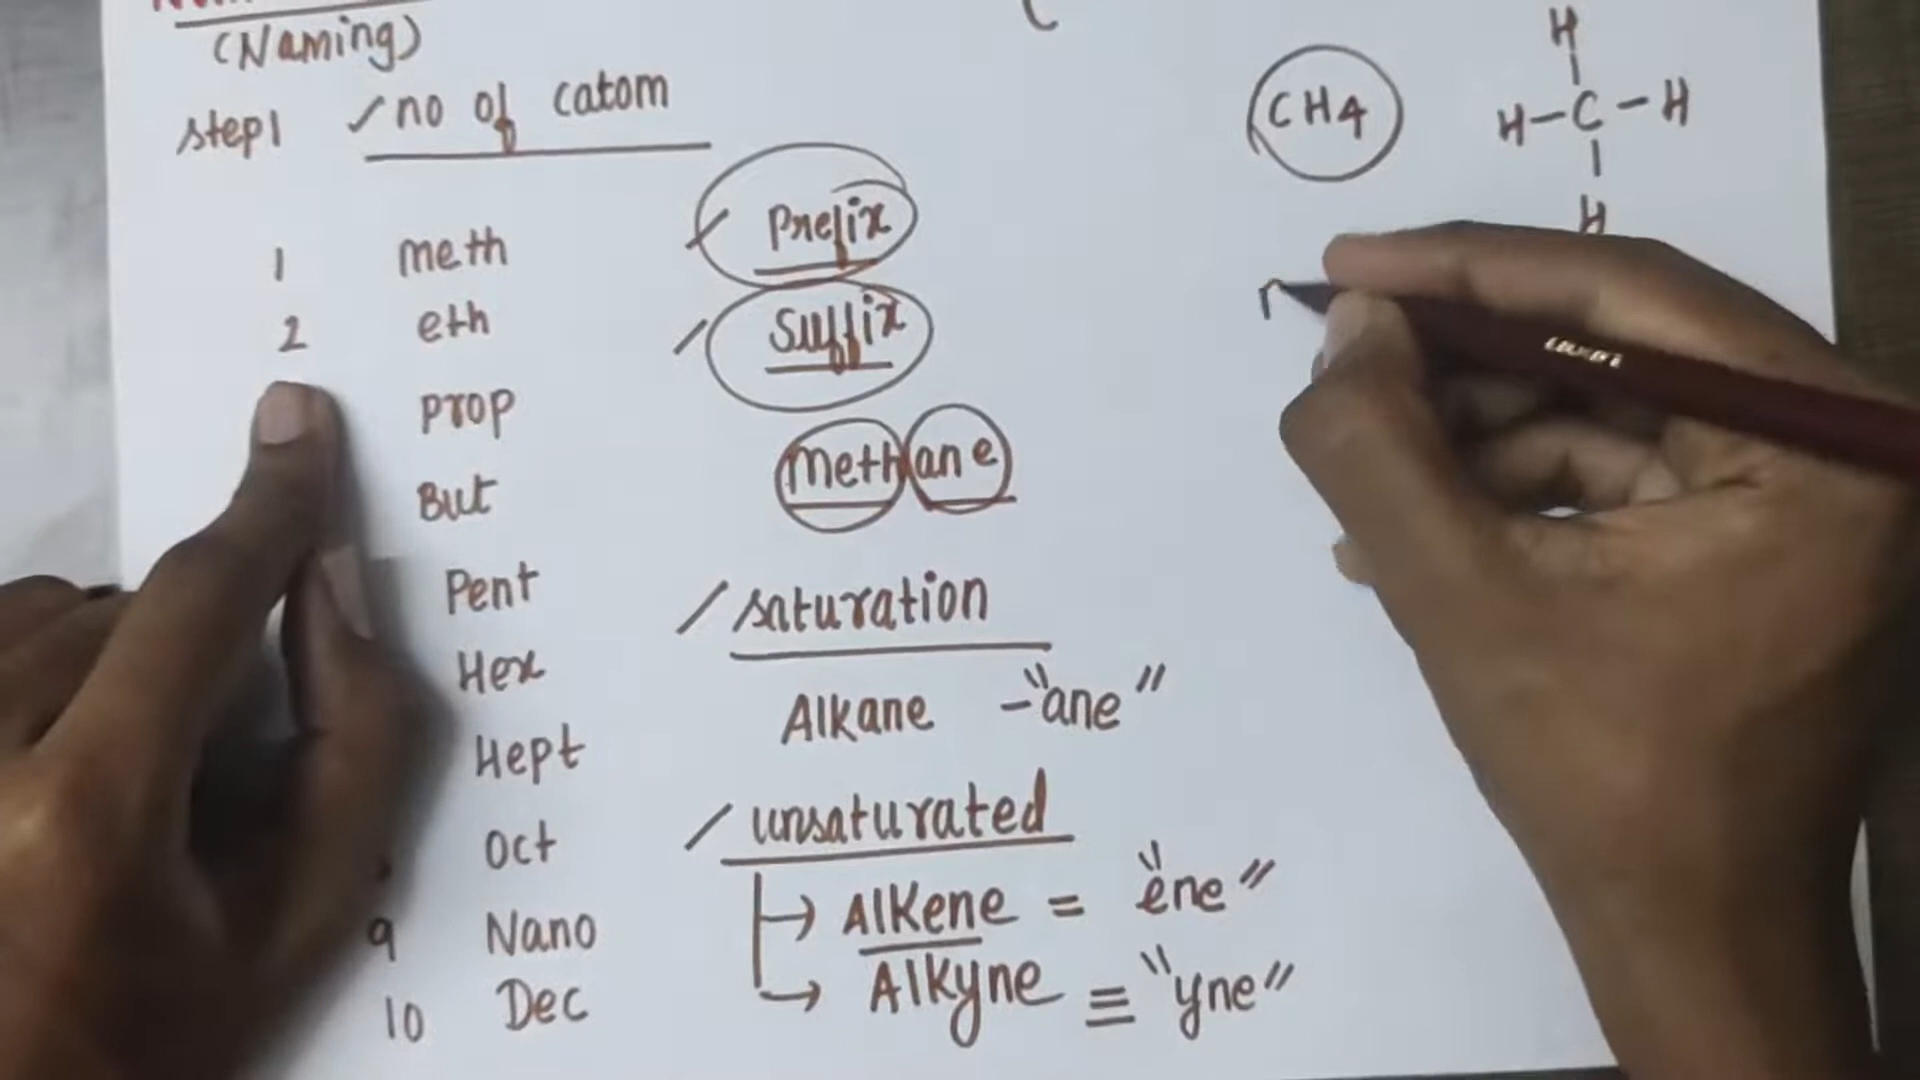 (Naming)
step1 ✓no of catom
1 meth
2 eth
Prop
But
Pent
Hex
Hept
Oct
9 Nano
10 Dec
Prefix
Suffix
Methane
saturation
Alkane - "ane"
unsaturated
→ Alkene = "ene"
→ Alkyne ≡ "yne"
CH4
H
H-C-H
H